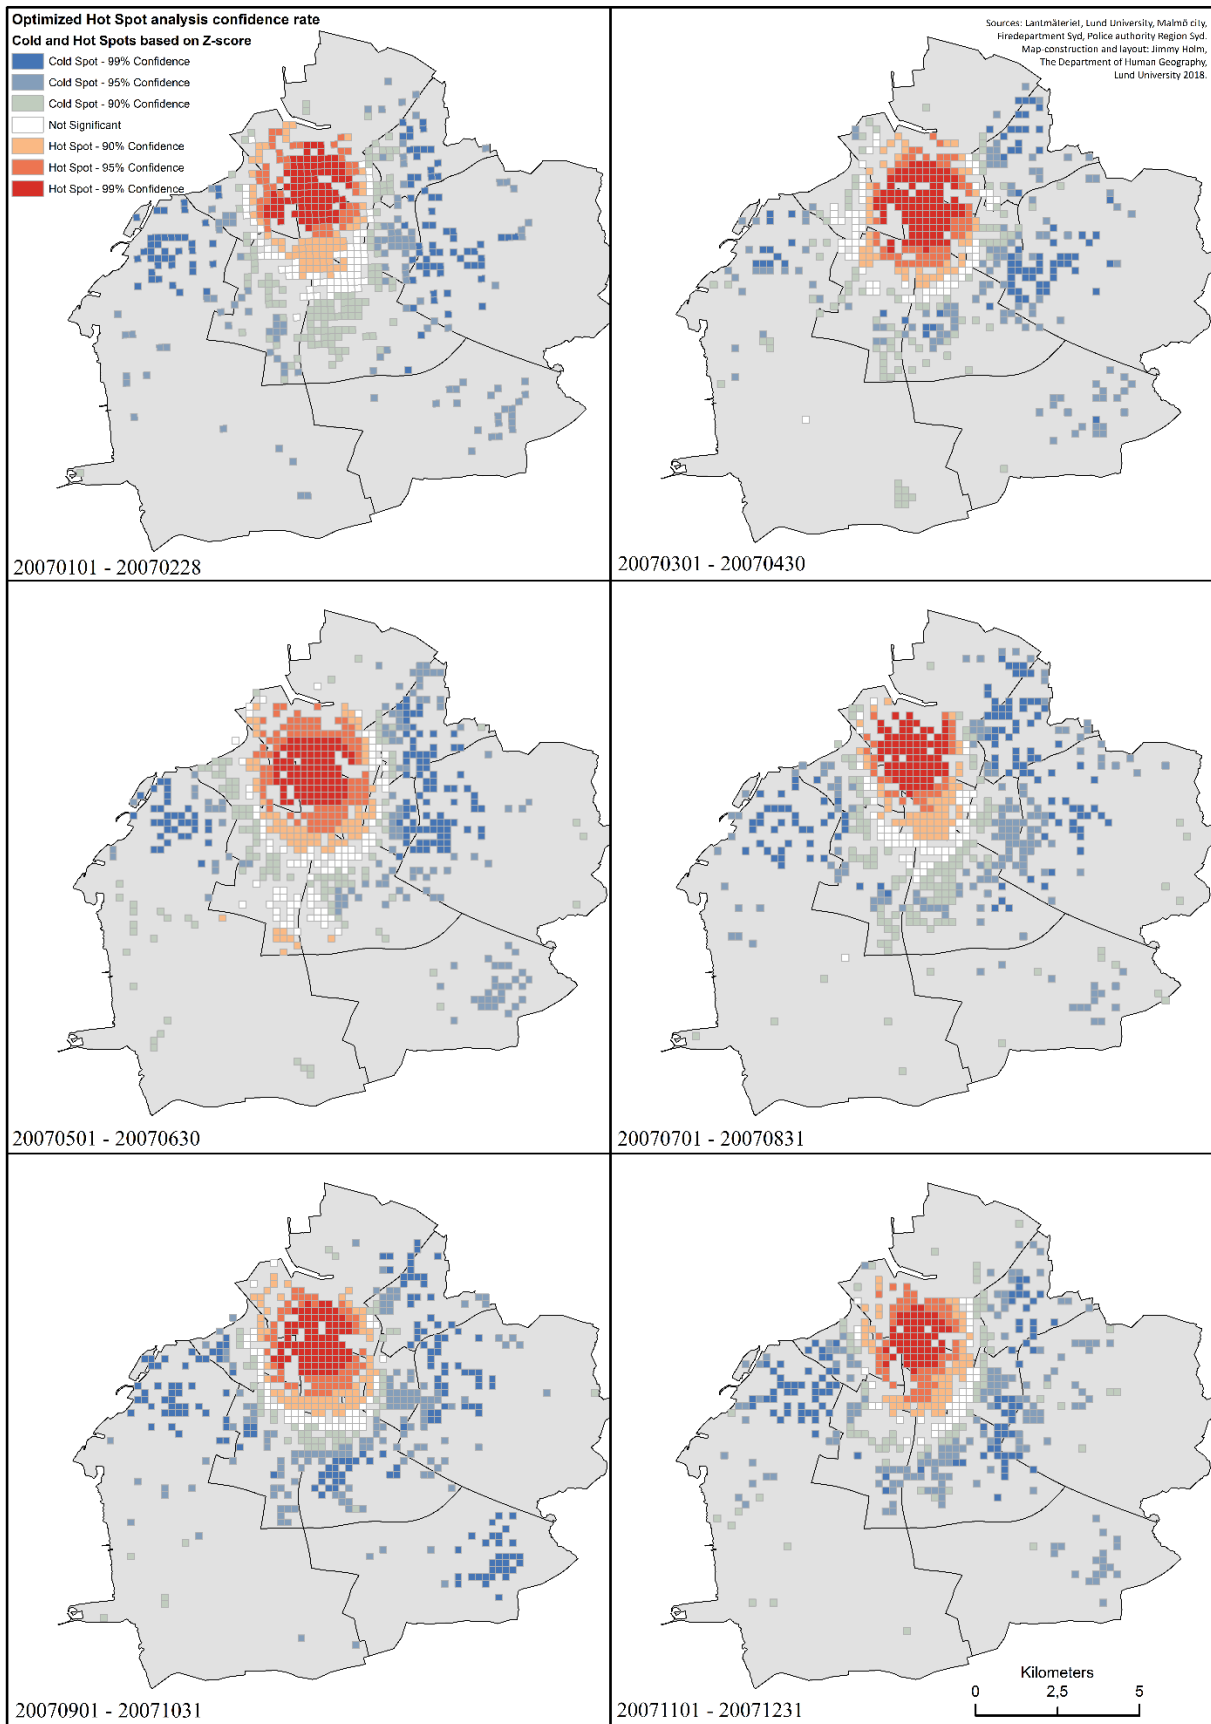 Optimized Hot Spot analysis confidence rate
Cold and Hot Spots based on Z-score
Cold Spot - 99% Confidence
Cold Spot - 95% Confidence
Cold Spot - 90% Confidence
Not Significant
Hot Spot - 90% Confidence
Hot Spot - 95% Confidence
Hot Spot - 99% Confidence
Sources: Lantmäteriet, Lund University, Malmö city,
Firedepartment Syd, Police authority Region Syd.
Map-construction and layout: Jimmy Holm,
The Department of Human Geography,
Lund University 2018.
20070101 - 20070228
20070301 - 20070430
20070501 - 20070630
20070701 - 20070831
20070901 - 20071031
20071101 - 20071231
Kilometers
0 2,5 5